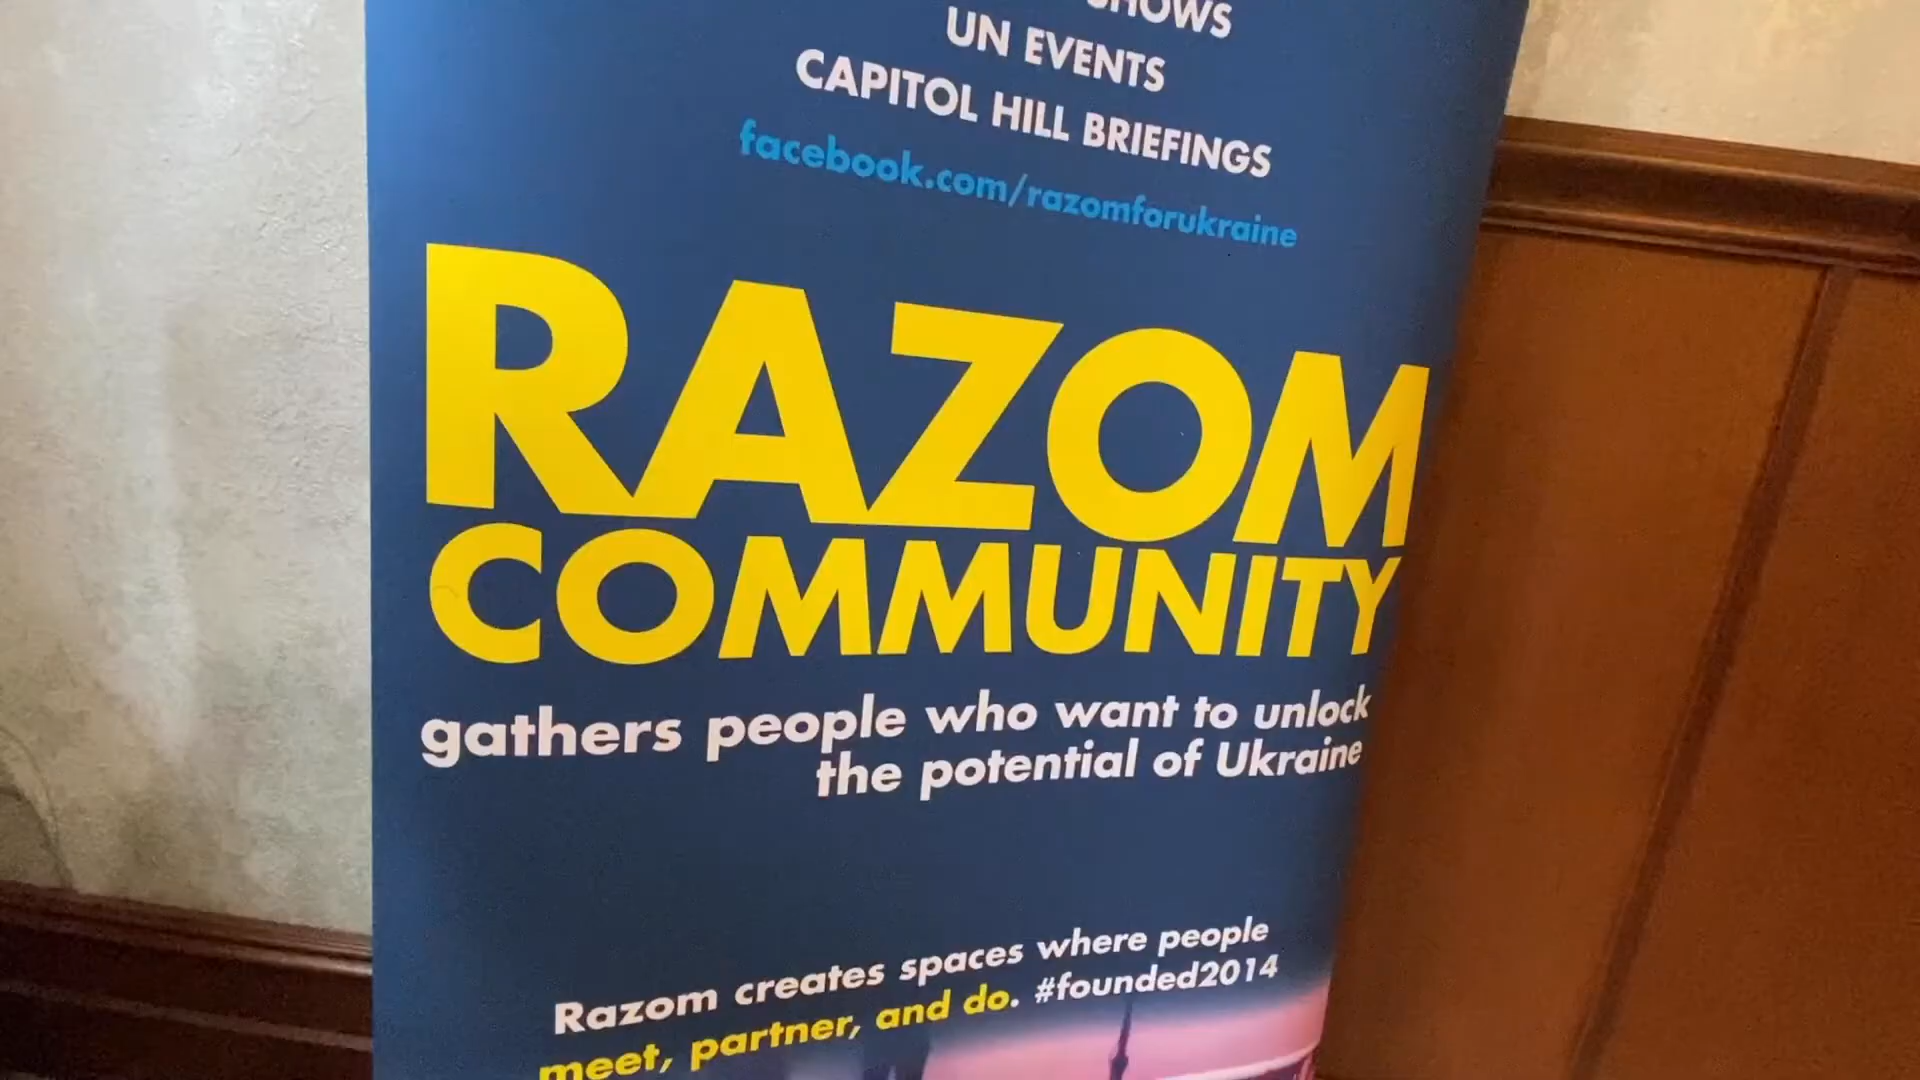 SHOWS
UN EVENTS
CAPITOL HILL BRIEFINGS
facebook.com/razomforukraine
RAZOM
COMMUNITY
gathers people who want to unlock
the potential of Ukraine
Razom creates spaces where people
meet, partner, and do. #founded2014